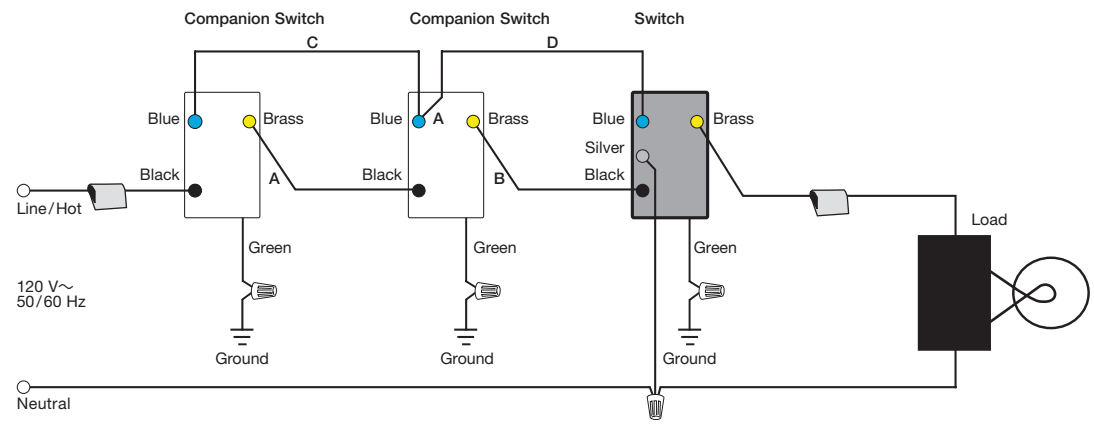 Companion Switch
Companion Switch
Switch
C
D
Blue
Brass
Blue
A
Brass
Blue
Brass
Silver
Black
A
Black
B
Black
Line/Hot
Green
Green
Green
Load
120 V~
50/60 Hz
Ground
Ground
Ground
Neutral